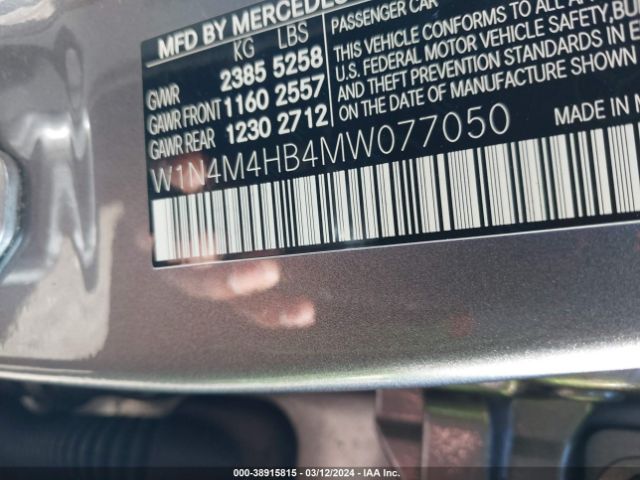 MFD BY MERCEDES
KG LBS
GVWR 2385 5258
GAWR FRONT 1160 2557
GAWR REAR 1230 2712
PASSENGER CAR
THIS VEHICLE CONFORMS TO ALL
U.S. FEDERAL MOTOR VEHICLE SAFETY,
AND THEFT PREVENTION STANDARDS IN
THE DATE OF MANUFACTURE SHOWN
W1N4M4HB4MW077050
MADE IN
000-38915815 | 03/12/2024 | IAA Inc.